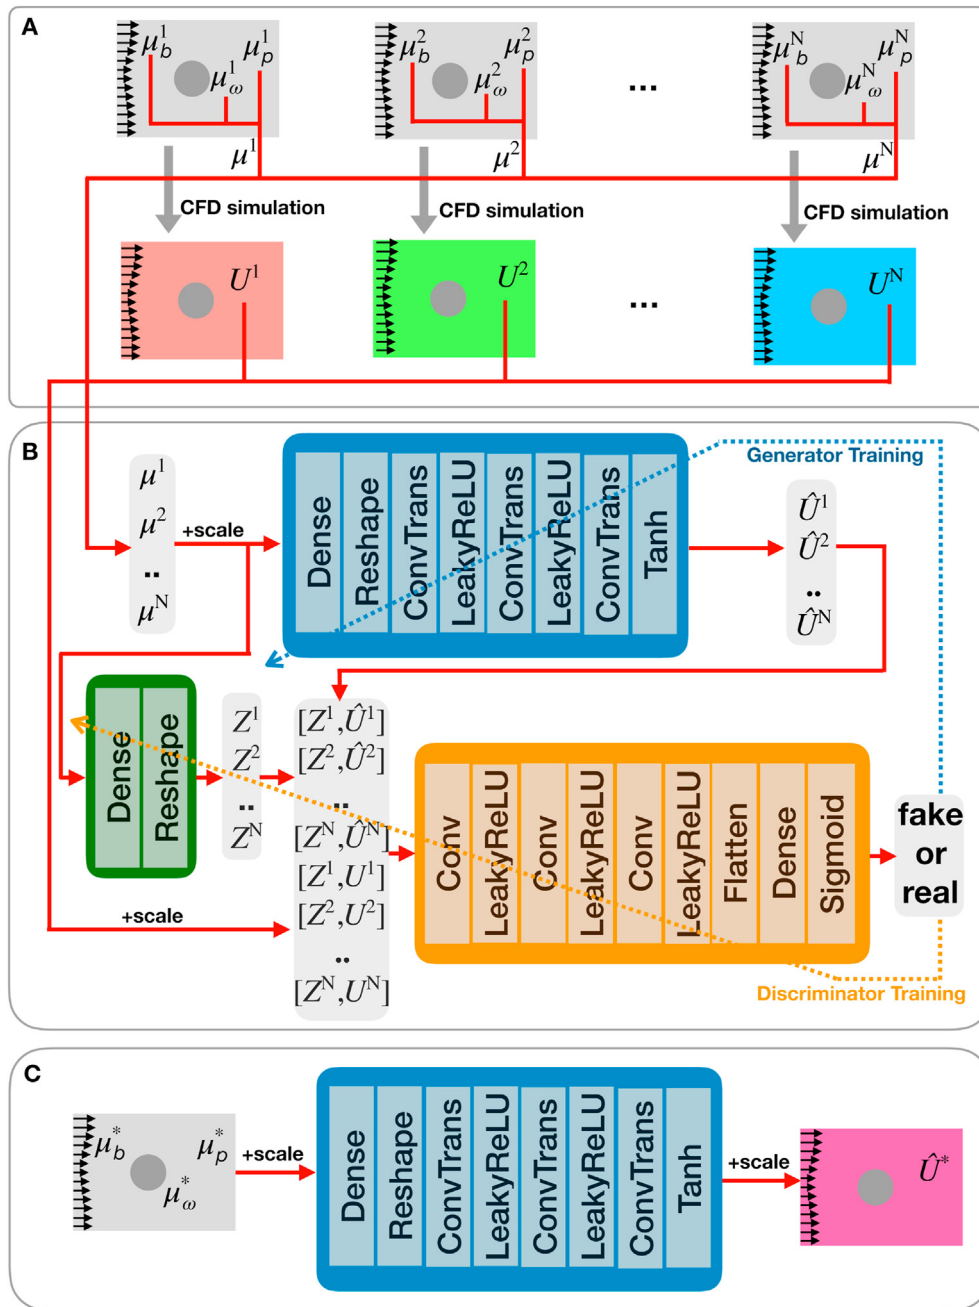 A
μ_b^1 μ_ω^1 μ_p^1
μ_b^2 μ_ω^2 μ_p^2
...
μ_b^N μ_ω^N μ_p^N
μ^1
μ^2
μ^N
CFD simulation
CFD simulation
CFD simulation
U^1
U^2
...
U^N
B
μ^1
μ^2
..
μ^N
+scale
Dense
Reshape
ConvTrans
LeakyReLU
ConvTrans
LeakyReLU
ConvTrans
Tanh
Generator Training
Û^1
Û^2
..
Û^N
Dense
Reshape
Z^1
Z^2
..
Z^N
[Z^1,Û^1]
[Z^2,Û^2]
..
[Z^N,Û^N]
[Z^1,U^1]
[Z^2,U^2]
..
[Z^N,U^N]
+scale
Conv
LeakyReLU
Conv
LeakyReLU
Conv
LeakyReLU
Flatten
Dense
Sigmoid
fake
or
real
Discriminator Training
C
μ_b^* μ_ω^* μ_p^*
+scale
Dense
Reshape
ConvTrans
LeakyReLU
ConvTrans
LeakyReLU
ConvTrans
Tanh
+scale
Û^*